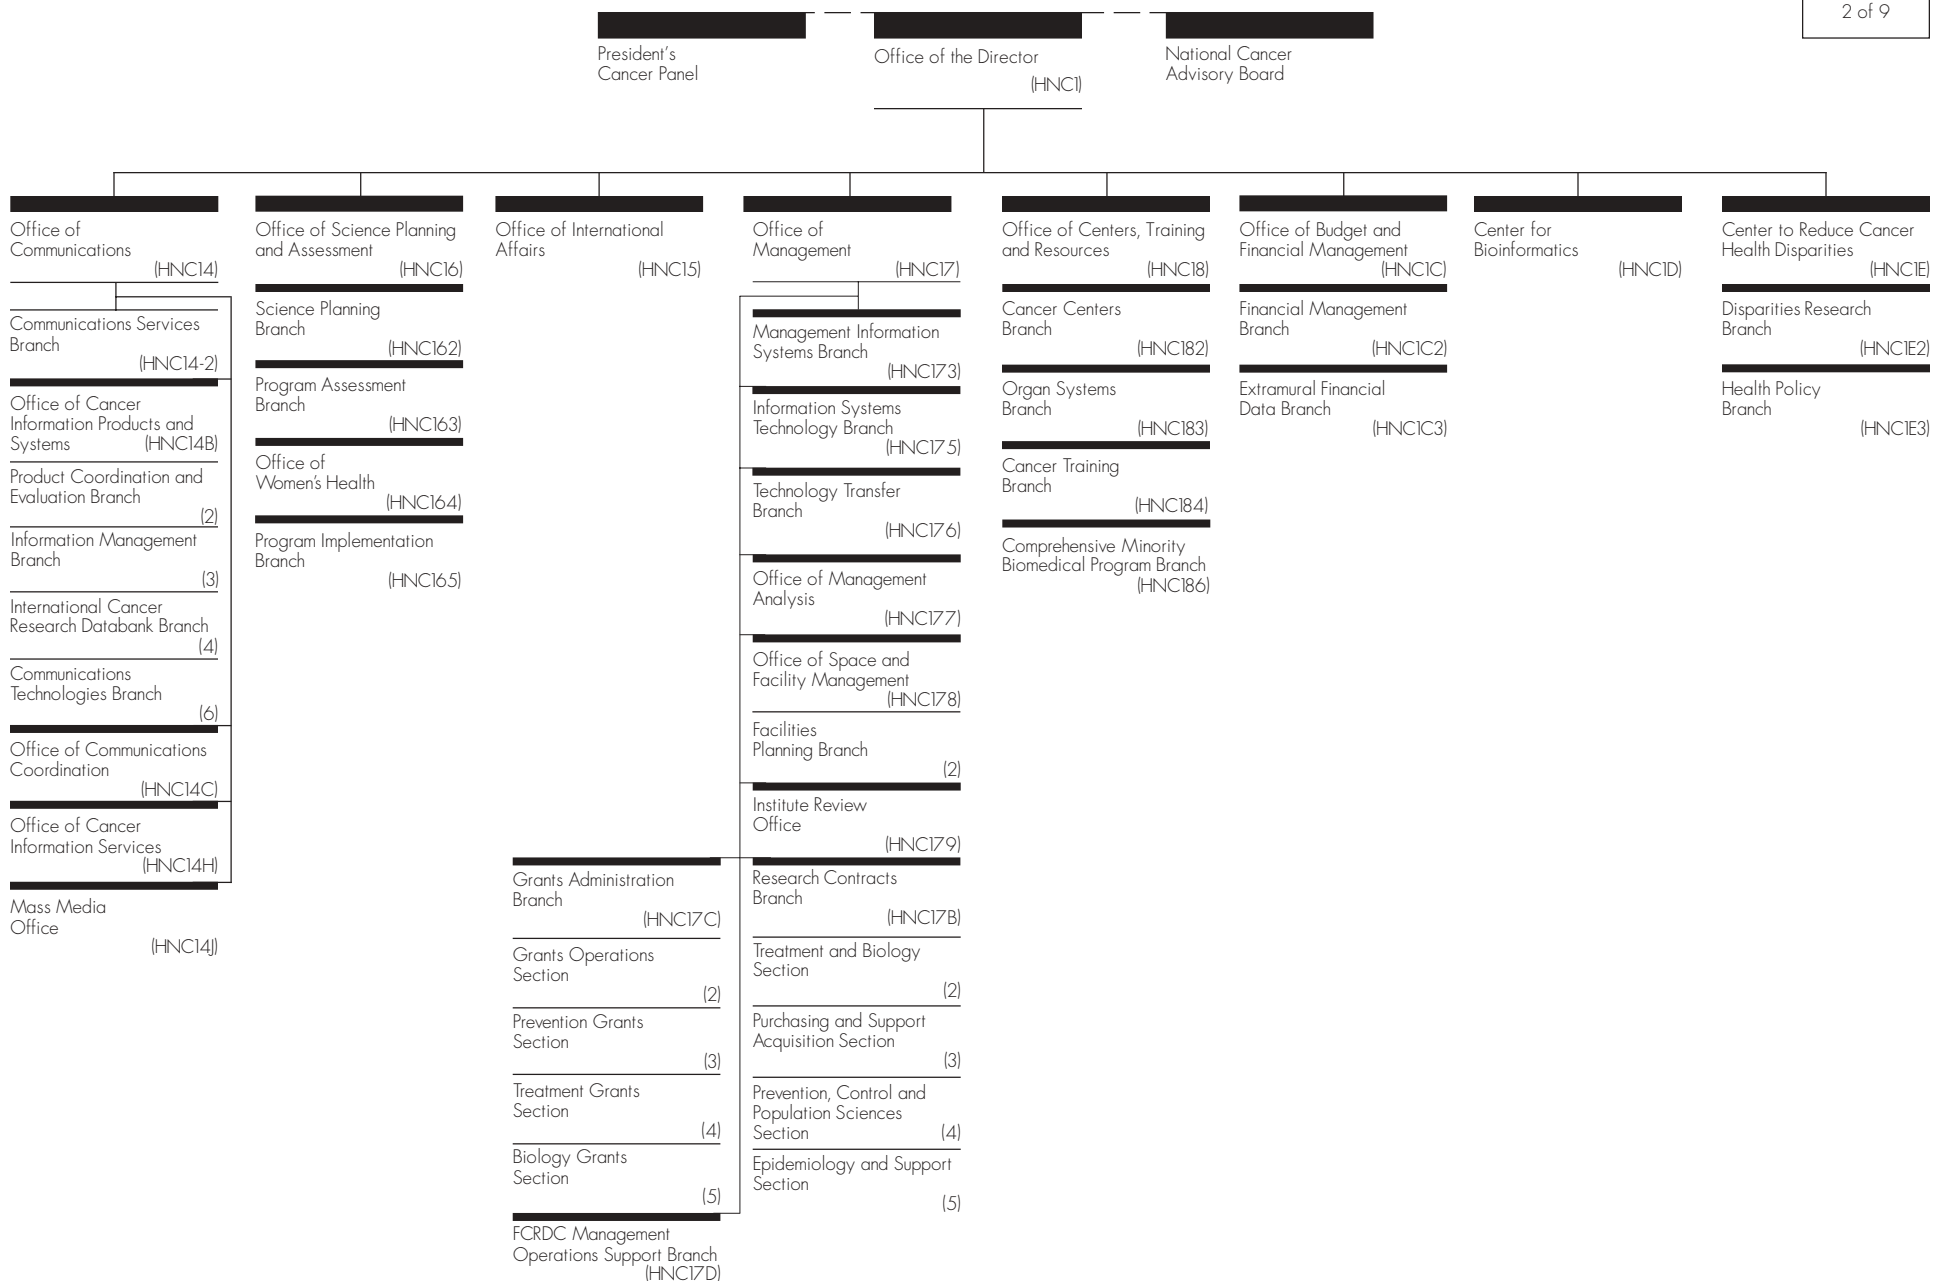 2 of 9
President's
Cancer Panel
Office of the Director
(HNC1)
National Cancer
Advisory Board
Office of
Communications
(HNC14)
Communications Services
Branch
(HNC14-2)
Office of Cancer
Information Products and
Systems (HNC14B)
Product Coordination and
Evaluation Branch
(2)
Information Management
Branch
(3)
International Cancer
Research Databank Branch
(4)
Communications
Technologies Branch
(6)
Office of Communications
Coordination
(HNC14C)
Office of Cancer
Information Services
(HNC14H)
Mass Media
Office
(HNC14J)
Office of Science Planning
and Assessment
(HNC16)
Science Planning
Branch
(HNC162)
Program Assessment
Branch
(HNC163)
Office of
Women's Health
(HNC164)
Program Implementation
Branch
(HNC165)
Office of International
Affairs
(HNC15)
Office of
Management
(HNC17)
Management Information
Systems Branch
(HNC173)
Information Systems
Technology Branch
(HNC175)
Technology Transfer
Branch
(HNC176)
Office of Management
Analysis
(HNC177)
Office of Space and
Facility Management
(HNC178)
Facilities
Planning Branch
(2)
Institute Review
Office
(HNC179)
Grants Administration
Branch
(HNC17C)
Grants Operations
Section
(2)
Prevention Grants
Section
(3)
Treatment Grants
Section
(4)
Biology Grants
Section
(5)
FCRDC Management
Operations Support Branch
(HNC17D)
Research Contracts
Branch
(HNC17B)
Treatment and Biology
Section
(2)
Purchasing and Support
Acquisition Section
(3)
Prevention, Control and
Population Sciences
Section (4)
Epidemiology and Support
Section
(5)
Office of Centers, Training
and Resources
(HNC18)
Cancer Centers
Branch
(HNC182)
Organ Systems
Branch
(HNC183)
Cancer Training
Branch
(HNC184)
Comprehensive Minority
Biomedical Program Branch
(HNC186)
Office of Budget and
Financial Management
(HNC1C)
Financial Management
Branch
(HNC1C2)
Extramural Financial
Data Branch
(HNC1C3)
Center for
Bioinformatics
(HNC1D)
Center to Reduce Cancer
Health Disparities
(HNC1E)
Disparities Research
Branch
(HNC1E2)
Health Policy
Branch
(HNC1E3)